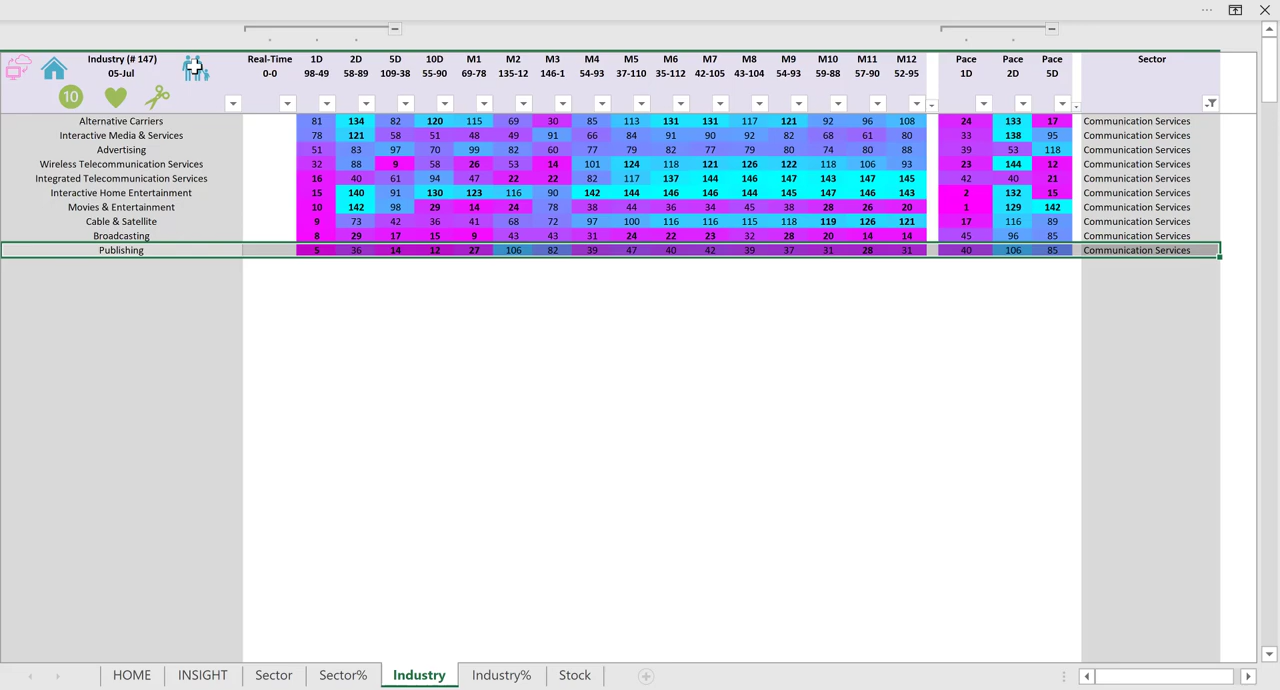 Industry (# 147) Real-Time 1D 2D 5D 10D M1 M2 M3 M4 M5 M6 M7 M8 M9 M10 M11 M12 Pace Pace Pace Sector
05-Jul 0-0 98-49 58-89 109-38 55-90 69-78 135-12 146-1 54-93 37-110 35-112 42-105 43-104 54-93 59-88 57-90 52-95 1D 2D 5D
10
Alternative Carriers 81 134 82 120 115 69 30 85 113 131 131 117 121 92 96 108 24 133 17 Communication Services
Interactive Media & Services 78 121 58 51 48 49 91 66 84 91 90 92 82 68 61 80 33 138 95 Communication Services
Advertising 51 83 97 70 99 82 60 77 79 82 77 79 80 74 80 88 39 53 118 Communication Services
Wireless Telecommunication Services 32 88 9 58 26 53 14 101 124 118 121 126 122 118 106 93 23 144 12 Communication Services
Integrated Telecommunication Services 16 40 61 94 47 22 22 82 117 137 144 146 147 143 147 145 42 40 21 Communication Services
Interactive Home Entertainment 15 140 91 130 123 116 90 142 144 146 146 144 145 147 146 143 2 132 15 Communication Services
Movies & Entertainment 10 142 98 29 14 24 78 38 44 36 34 45 38 28 26 20 1 129 142 Communication Services
Cable & Satellite 9 73 42 36 41 68 72 97 100 116 116 115 118 119 126 121 17 116 89 Communication Services
Broadcasting 8 29 17 15 9 43 43 31 24 22 23 32 28 20 14 14 45 96 85 Communication Services
Publishing 5 36 14 12 27 106 82 39 47 40 42 39 37 31 28 31 40 106 85 Communication Services
HOME INSIGHT Sector Sector% Industry Industry% Stock